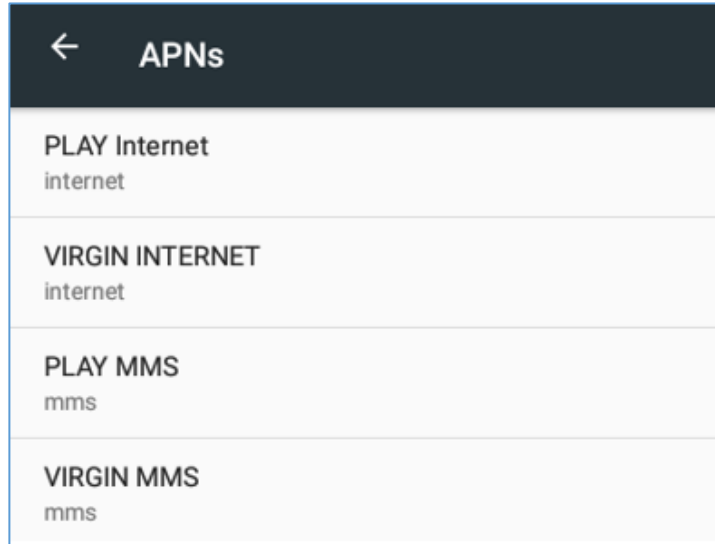 APNs
PLAY Internet
internet
VIRGIN INTERNET
internet
PLAY MMS
mms
VIRGIN MMS
mms